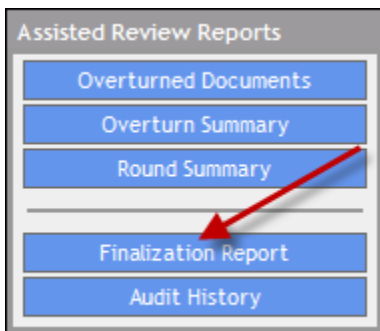 Assisted Review Reports
Overturned Documents
Overturn Summary
Round Summary
Finalization Report
Audit History